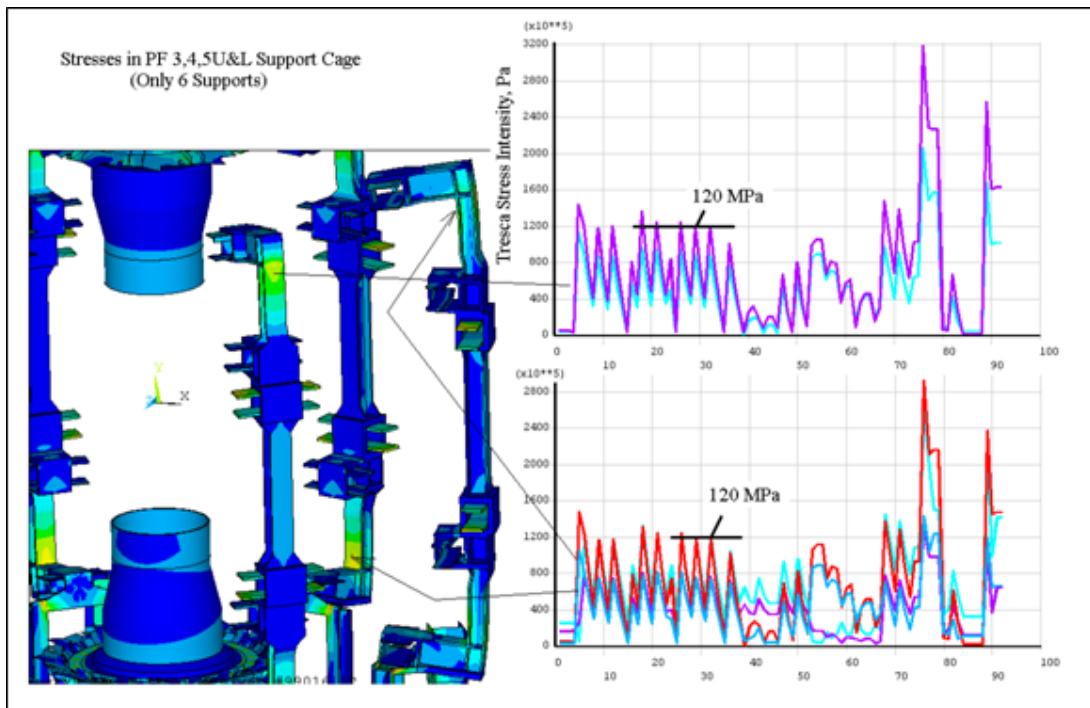 Stresses in PF 3,4,5U&L Support Cage
(Only 6 Supports)
Y
X
Tresca Stress Intensity, Pa
(x10**5)
3200
2800
2400
2000
1600
1200
800
400
0
120 MPa
0 10 20 30 40 50 60 70 80 90 100
(x10**5)
2800
2400
2000
1600
1200
800
400
0
120 MPa
0 10 20 30 40 50 60 70 80 90 100